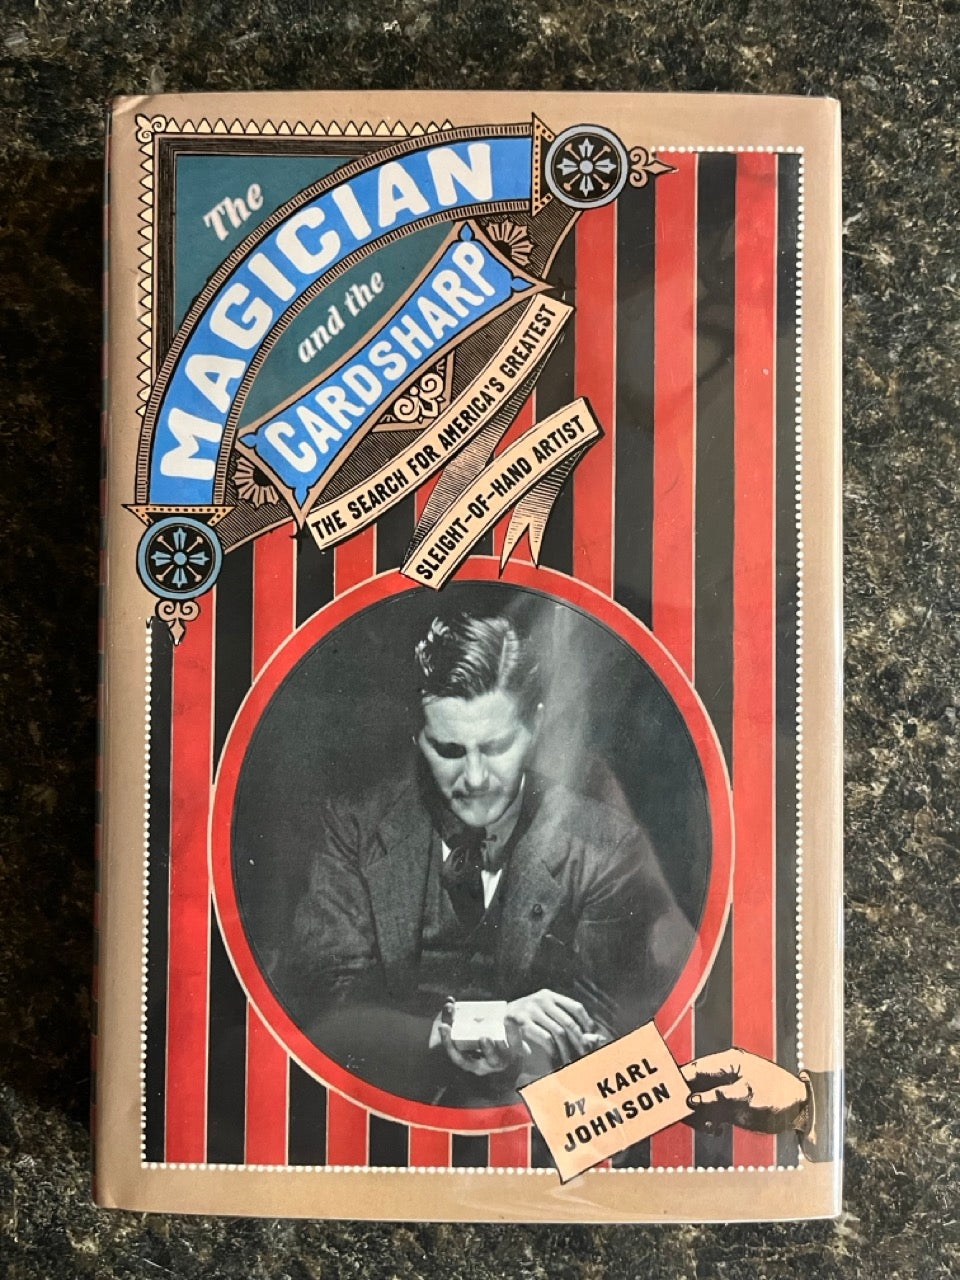 The
MAGICIAN
and the
CARDSHARP
THE SEARCH FOR AMERICA'S GREATEST
SLEIGHT-OF-HAND ARTIST
by KARL
JOHNSON